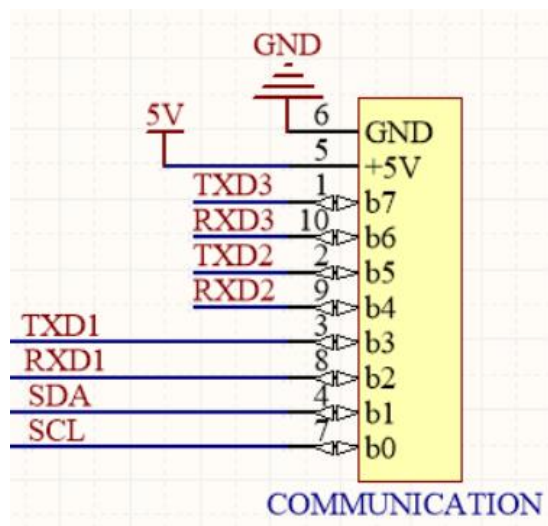 GND
5V
6 GND
5 +5V
TXD3 1 b7
RXD3 10 b6
TXD2 2 b5
RXD2 9 b4
TXD1 3 b3
RXD1 8 b2
SDA 4 b1
SCL 7 b0
COMMUNICATION